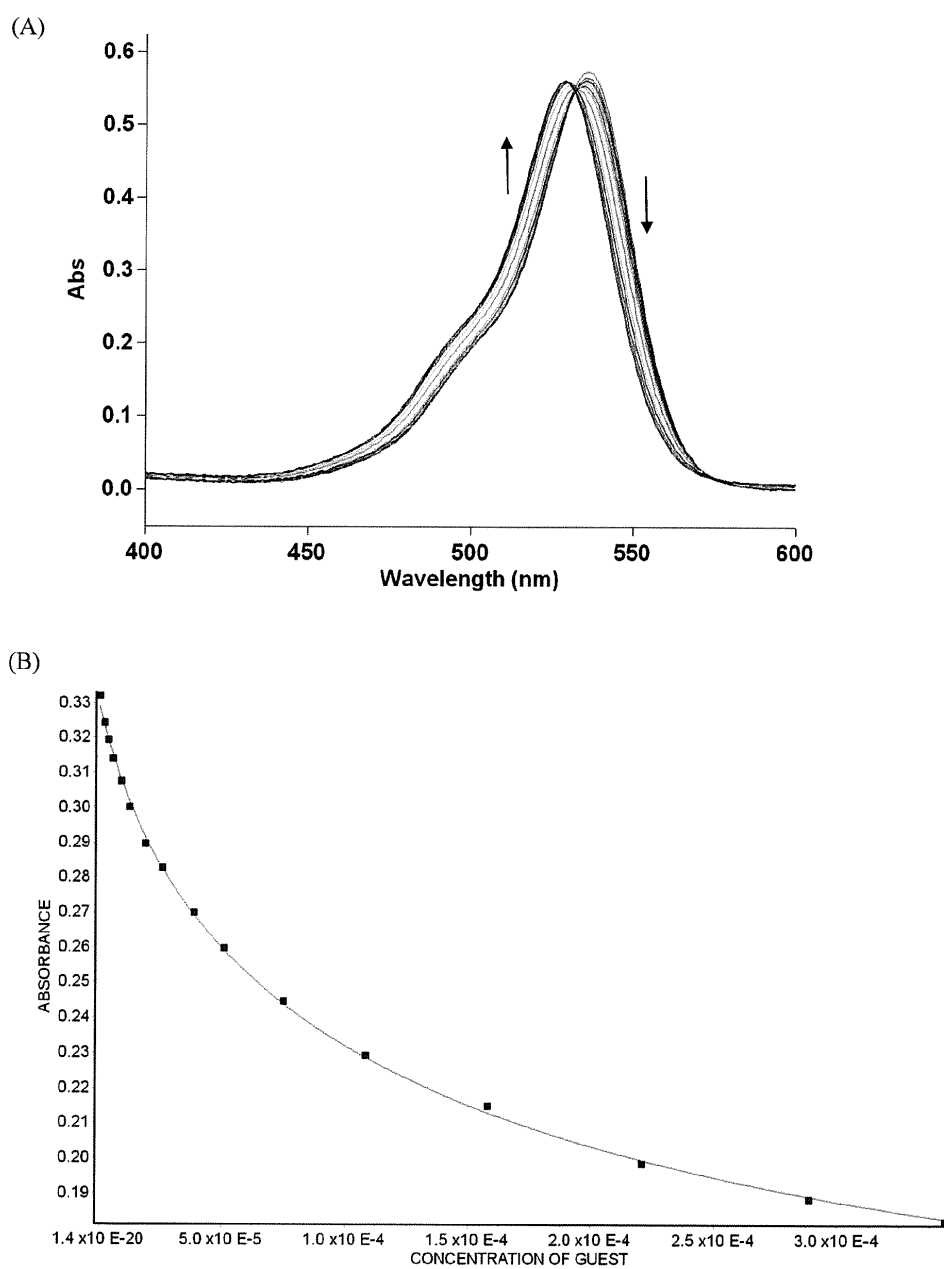 (A)
0.6
0.5
0.4
0.3
0.2
0.1
0.0
Abs
400
450
500
550
600
Wavelength (nm)
(B)
0.33
0.32
0.31
0.30
0.29
0.28
0.27
0.26
0.25
0.24
0.23
0.22
0.21
0.20
0.19
ABSORBANCE
1.4 x10 E-20
5.0 x10 E-5
1.0 x10 E-4
1.5 x10 E-4
2.0 x10 E-4
2.5 x10 E-4
3.0 x10 E-4
CONCENTRATION OF GUEST